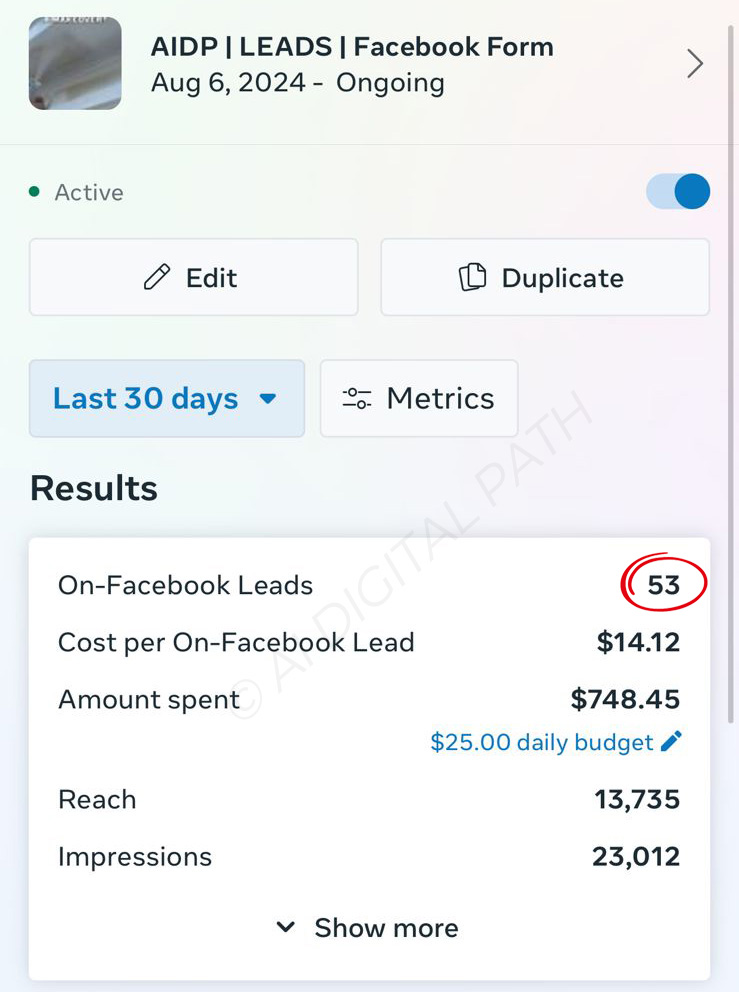 AIDP | LEADS | Facebook Form
Aug 6, 2024 - Ongoing
Active
Edit
Duplicate
Last 30 days
Metrics
Results
On-Facebook Leads 53
Cost per On-Facebook Lead $14.12
Amount spent $748.45
$25.00 daily budget
Reach 13,735
Impressions 23,012
Show more
© AI DIGITAL PATH